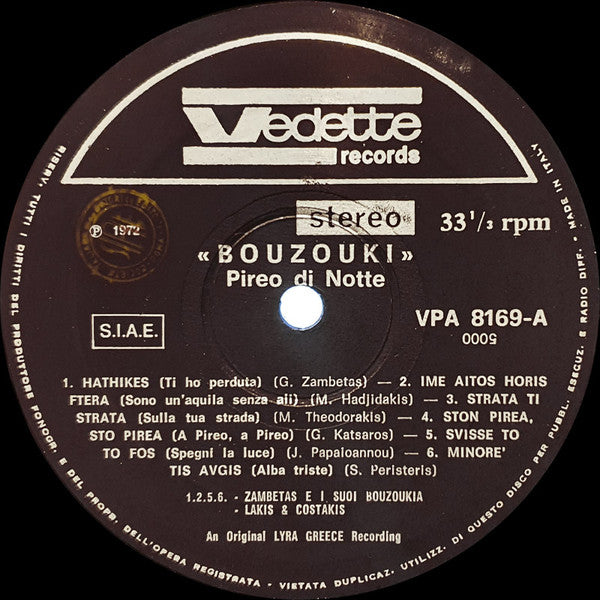 Vedette
records
stereo
33 1/3 rpm
Ⓟ 1972
«BOUZOUKI»
Pireo di Notte
S.I.A.E.
VPA 8169-A
5000
1. HATHIKES (Ti ho perduta) (G. Zambetas) — 2. IME AITOS HORIS
FTERA (Sono un'aquila senza ali) (M. Hadjidakis) — 3. STRATA TI
STRATA (Sulla tua strada) (M. Theodorakis) — 4. STON PIREA,
STO PIREA (A Pireo, a Pireo) (G. Katsaros) — 5. SVISSE TO
TO FOS (Spegni la luce) (J. Papaloannou) — 6. MINORE'
TIS AVGIS (Alba triste) (S. Peristeris)
1.2.5.6. - ZAMBETAS E I SUOI BOUZOUKIA
- LAKIS & COSTAKIS
An Original LYRA GREECE Recording
RISERV. TUTTI I DIRITTI DEL PRODUTTORE FONOGR. E DEL PROPR. DELL'OPERA REGISTRATA - VIETATA DUPLICAZ. UTILIZZ. DI QUESTO DISCO PER PUBBL. ESECUZ. E RADIO DIFF. - MADE IN ITALY